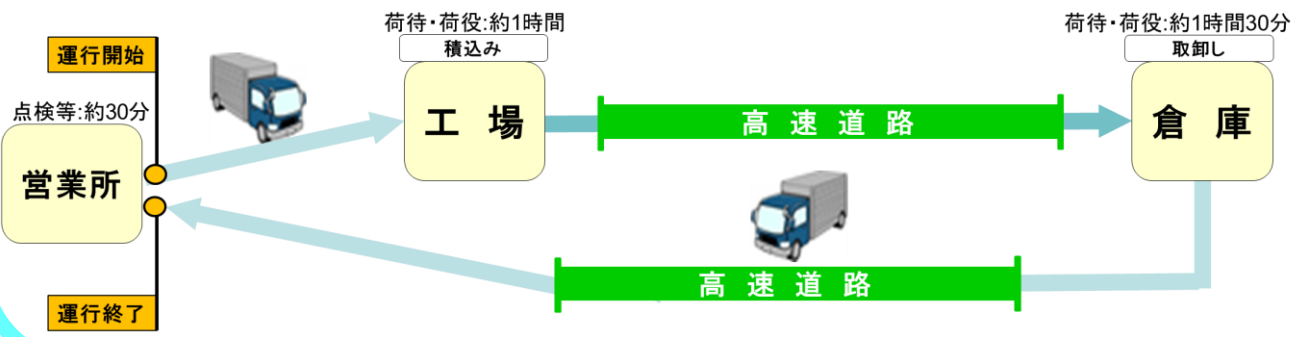 荷待・荷役:約1時間
積込み
荷待・荷役:約1時間30分
取卸し
運行開始
点検等:約30分
営業所
工 場
高 速 道 路
倉 庫
高 速 道 路
運行終了